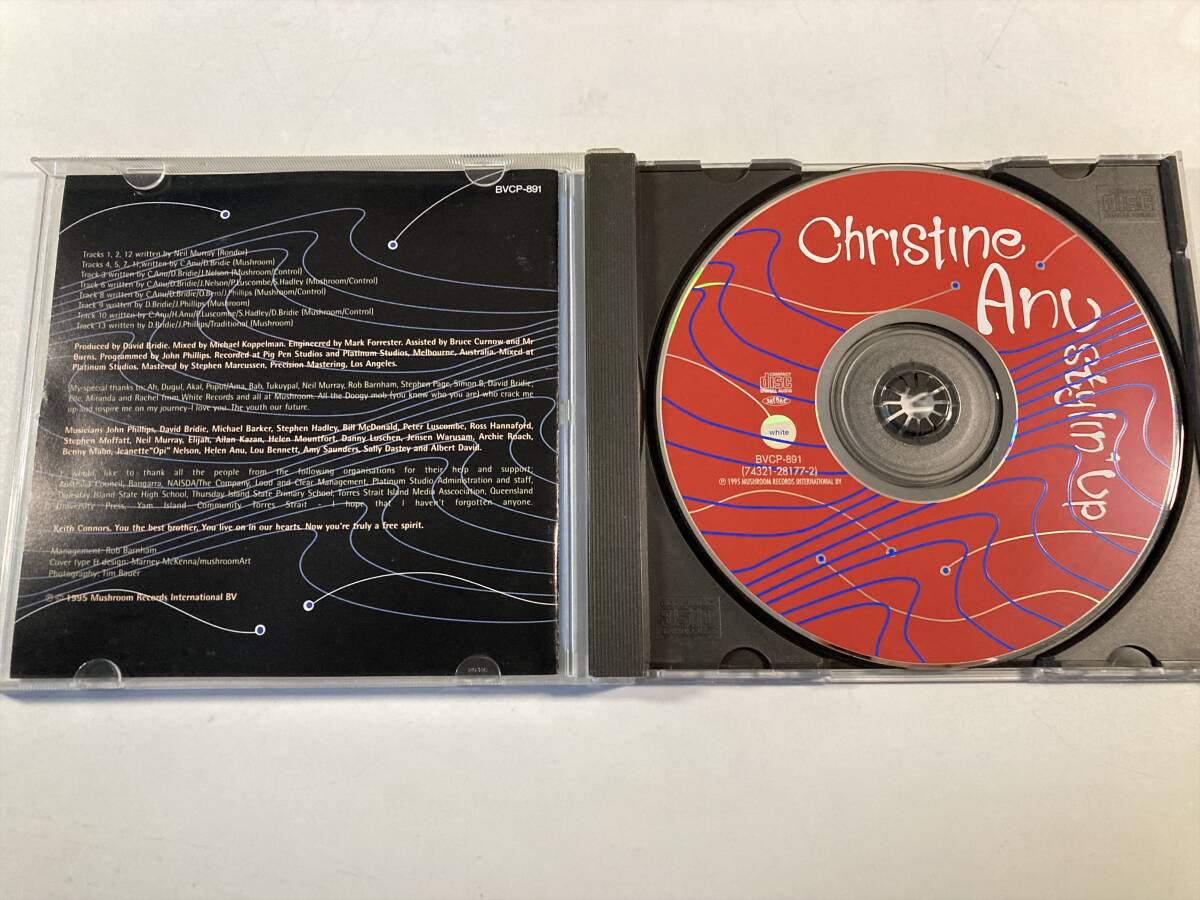 BVCP-891
Tracks 1, 2, 12 written by Neil Murray (Rondor)
Tracks 4, 5, 7, 11 written by C.Anu/D.Bridie (Mushroom)
Track 3 written by C.Anu/D.Bridie/J.Nelson (Mushroom/Control)
Track 6 written by C.Anu/D.Bridie/J.Nelson/P.Luscombe/S.Hadley (Mushroom/Control)
Track 8 written by C.Anu/D.Bridie/O.Bero/J.Phillips (Mushroom/Control)
Track 9 written by D.Bridie/J.Phillips (Mushroom)
Track 10 written by C.Anu/H.Anu/P.Luscombe/S.Hadley/D.Bridie (Mushroom/Control)
Track 13 written by D.Bridie/J.Phillips/Traditional (Mushroom)
Produced by David Bridie. Mixed by Michael Koppelman. Engineered by Mark Forrester. Assisted by Bruce Curnow and Mr
Burns. Programmed by John Phillips. Recorded at Pig Pen Studios and Platinum Studios, Melbourne, Australia. Mixed at
Platinum Studios. Mastered by Stephen Marcussen, Precision Mastering, Los Angeles.
My special thanks to: Ah, Dugul, Akai, Poput/Ama, Bab, Tukuypal, Neil Murray, Rob Barnham, Stephen Page, Simon B, David Bridie,
Elle, Miranda and Rachel from White Records and all at Mushroom. All the Doogy mob (you know who you are) who crack me
up and inspire me on my journey-I love you. The youth our future.
Musicians John Phillips, David Bridie, Michael Barker, Stephen Hadley, Bill McDonald, Peter Luscombe, Ross Hannaford,
Stephen Moffatt, Neil Murray, Elijah, Ailan Kazan, Helen Mountfort, Danny Luschen, Jensen Warusam, Archie Roach,
Benny Mabo, Jeanette"Opi" Nelson, Helen Anu, Lou Bennett, Amy Saunders, Sally Dastey and Albert David.
I would like to thank all the people from the following organisations for their help and support;
Australia Council, Bangarra, NAISDA/The Company, Loud and Clear Management, Platinum Studio Administration and staff,
Thursday Island State High School, Thursday Island State Primary School, Torres Strait Island Media Asscociation, Queensland
University Press, Yam Island Community Torres Strait - I hope that I haven't forgotten anyone.
Keith Connors. You the best brother. You live on in our hearts. Now you're truly a free spirit.
Management: Rob Barnham
Cover type & design: Marney McKenna/mushroomArt
Photography: Tim Bauer
℗ © 1995 Mushroom Records International BV
Christine
Anu
Stylin' Up
COMPACT
disc
DIGITAL AUDIO
white
BVCP-891
(74321-28177-2)
℗ 1995 MUSHROOM RECORDS INTERNATIONAL BV